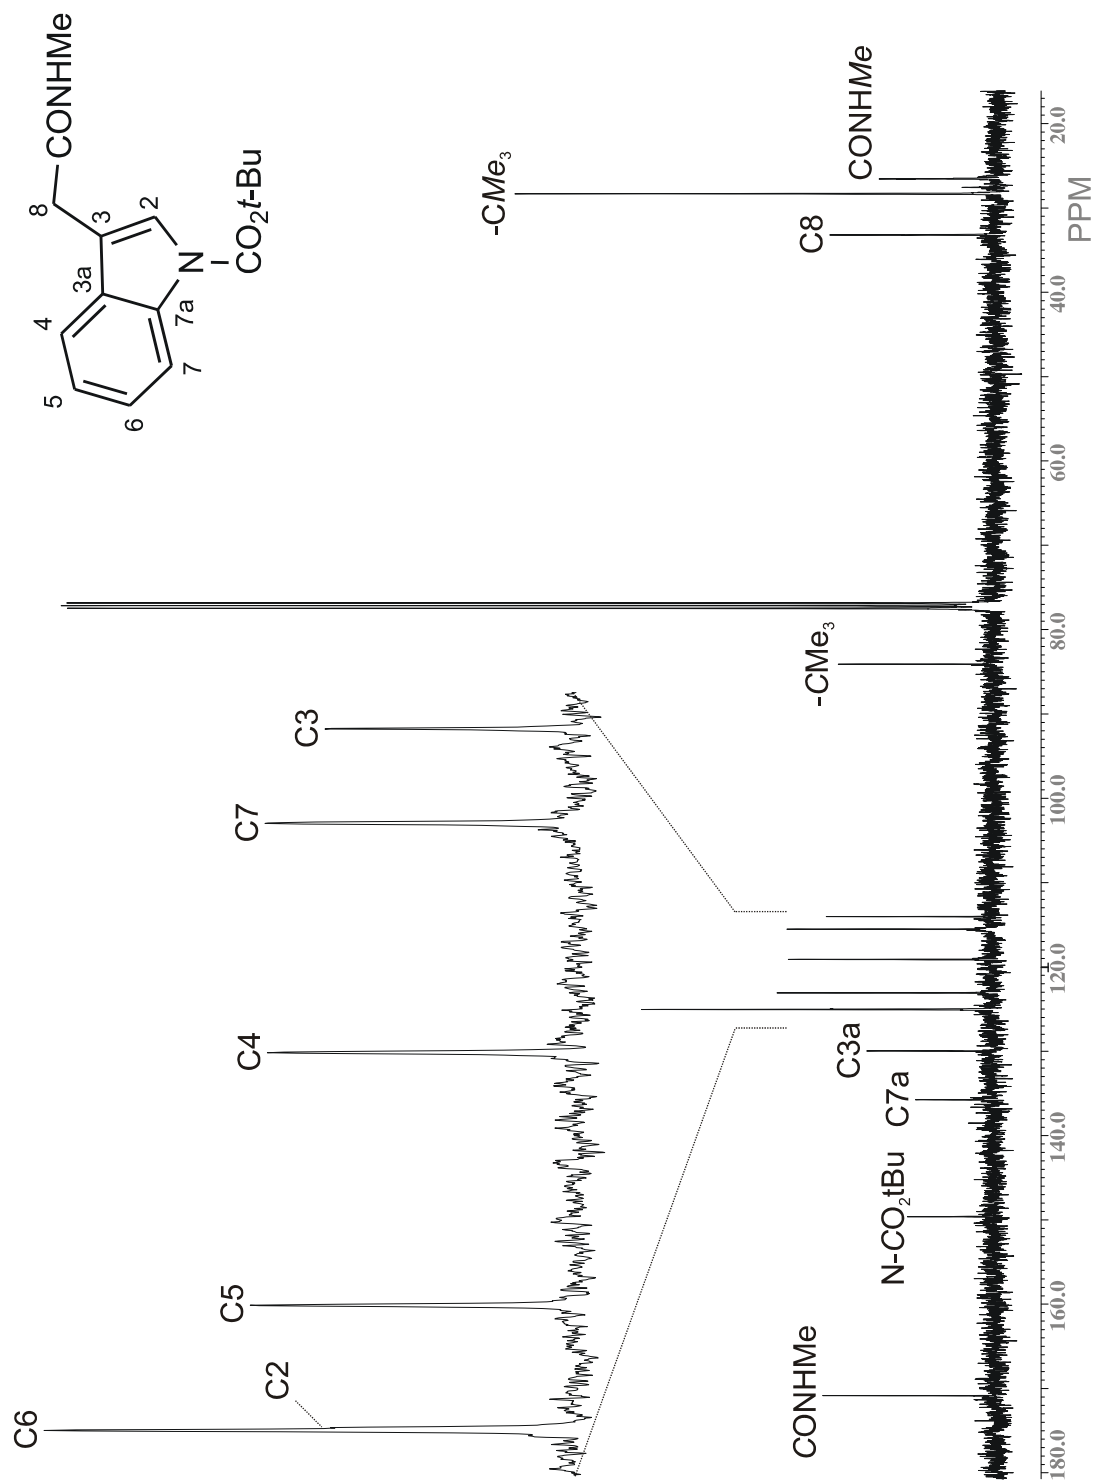 CONHMe
8
3
2
N
CO2t-Bu
3a
7a
4
5
6
7
C6
C2
C5
C4
C7
C3
CONHMe
N-CO2tBu
C7a
C3a
-CMe3
C8
-CMe3
CONHMe
180.0 160.0 140.0 120.0 100.0 80.0 60.0 40.0 20.0
PPM